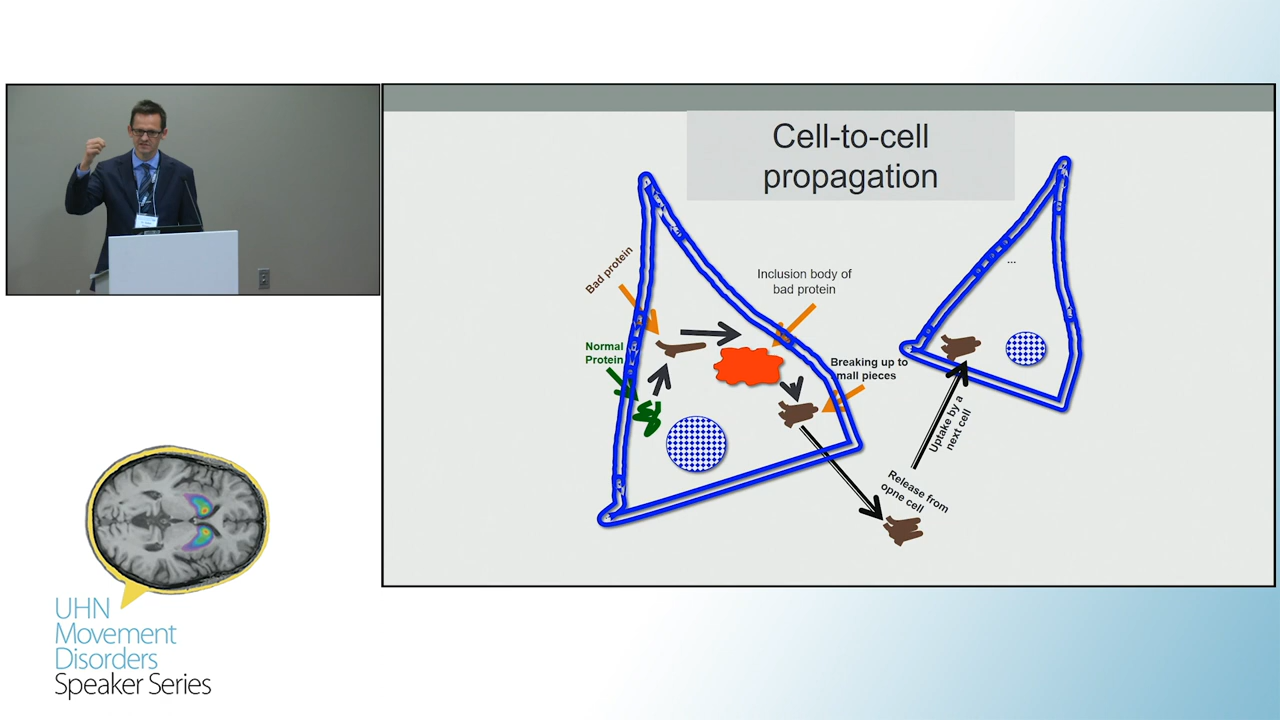 Cell-to-cell
propagation
Bad protein
Inclusion body of
bad protein
Normal
Protein
Breaking up to
small pieces
...
Uptake by a
next cell
Release from
opne cell
UHN
Movement
Disorders
Speaker Series